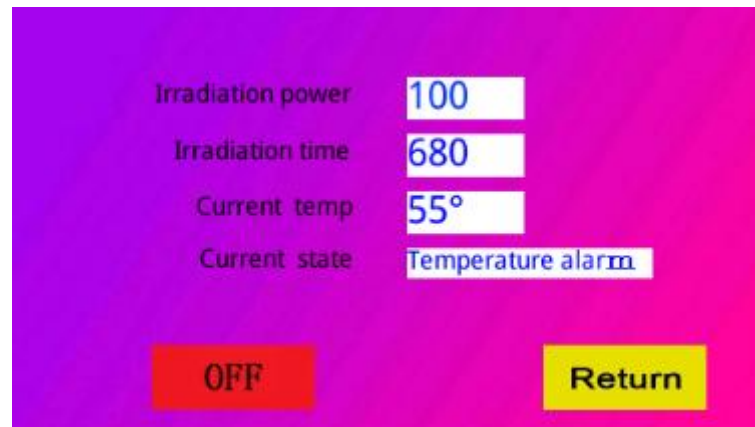 Irradiation power 100
Irradiation time 680
Current temp 55°
Current state Temperature alarm
OFF Return